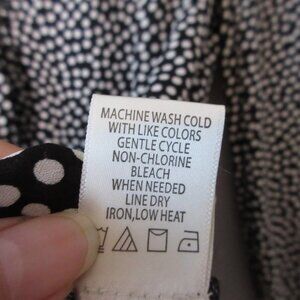 MACHINE WASH COLD
WITH LIKE COLORS
GENTLE CYCLE
NON-CHLORINE
BLEACH
WHEN NEEDED
LINE DRY
IRON,LOW HEAT